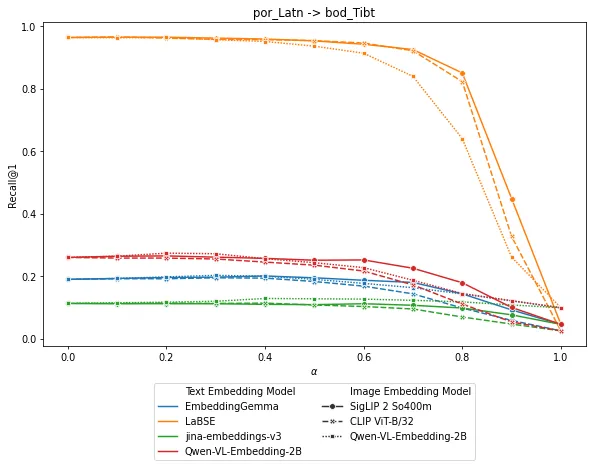 por_Latn -> bod_Tibt
1.0
0.8
0.6
0.4
0.2
0.0
Recall@1
0.0 0.2 0.4 0.6 0.8 1.0
α
Text Embedding Model Image Embedding Model
EmbeddingGemma SigLIP 2 So400m
LaBSE CLIP ViT-B/32
jina-embeddings-v3 Qwen-VL-Embedding-2B
Qwen-VL-Embedding-2B